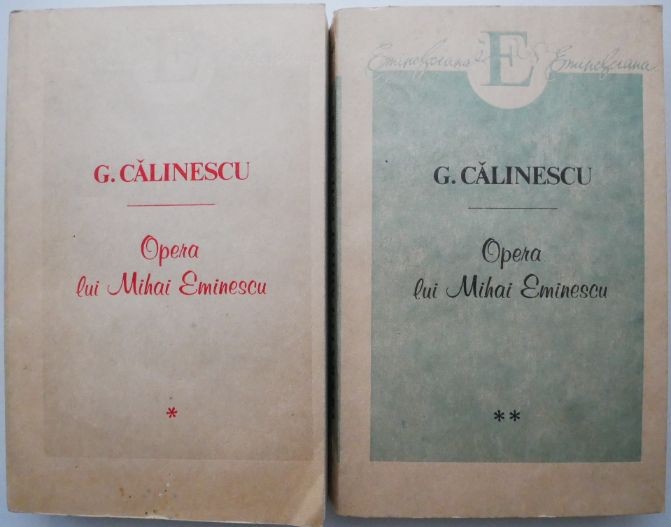 G. CĂLINESCU
Opera
lui Mihai Eminescu
*
Eminesciana
E
Eminesciana
G. CĂLINESCU
Opera
lui Mihai Eminescu
**